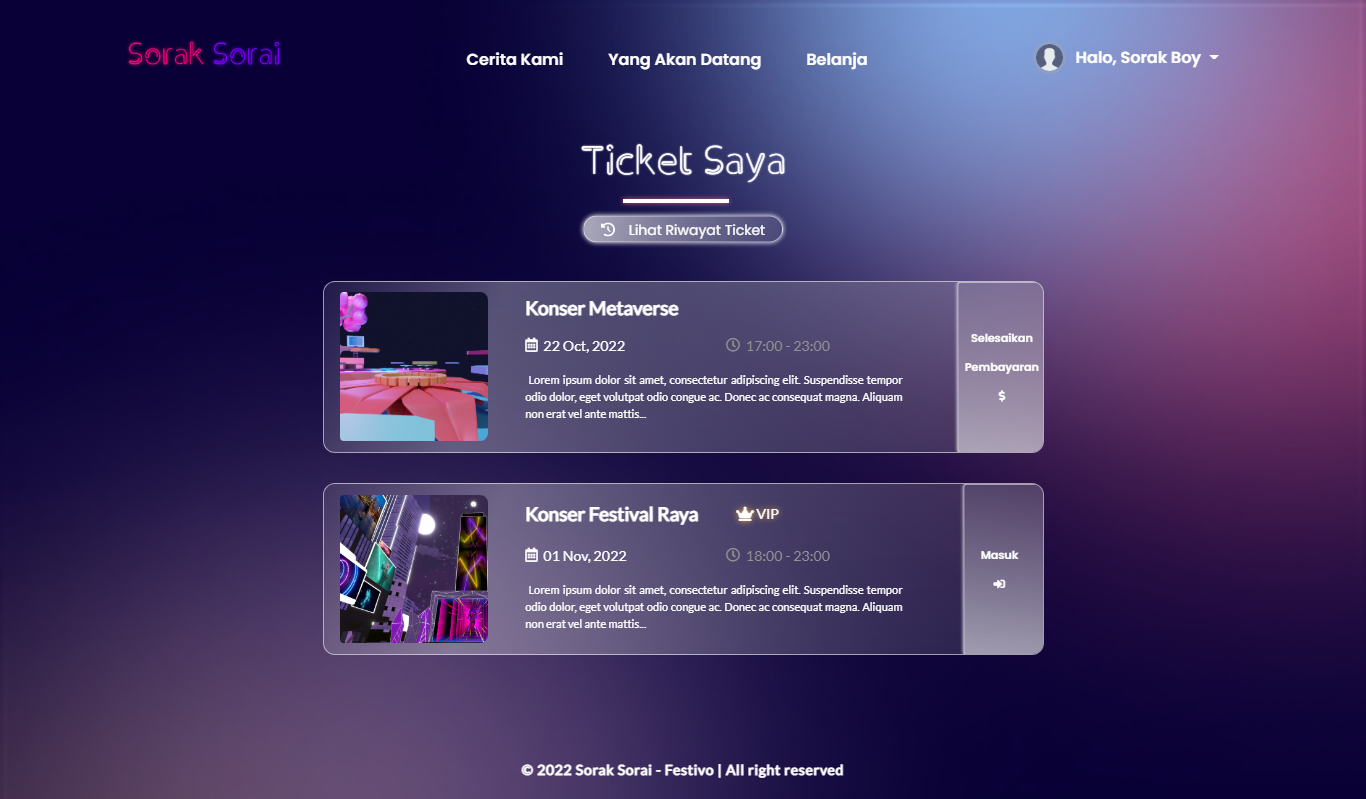 Sorak Sorai
Cerita Kami
Yang Akan Datang
Belanja
Halo, Sorak Boy
Ticket Saya
Lihat Riwayat Ticket
Konser Metaverse
22 Oct, 2022
17:00 - 23:00
Lorem ipsum dolor sit amet, consectetur adipiscing elit. Suspendisse tempor
odio dolor, eget volutpat odio congue ac. Donec ac consequat magna. Aliquam
non erat vel ante mattis...
Selesaikan
Pembayaran
$
Konser Festival Raya
VIP
01 Nov, 2022
18:00 - 23:00
Lorem ipsum dolor sit amet, consectetur adipiscing elit. Suspendisse tempor
odio dolor, eget volutpat odio congue ac. Donec ac consequat magna. Aliquam
non erat vel ante mattis...
Masuk
© 2022 Sorak Sorai - Festivo | All right reserved